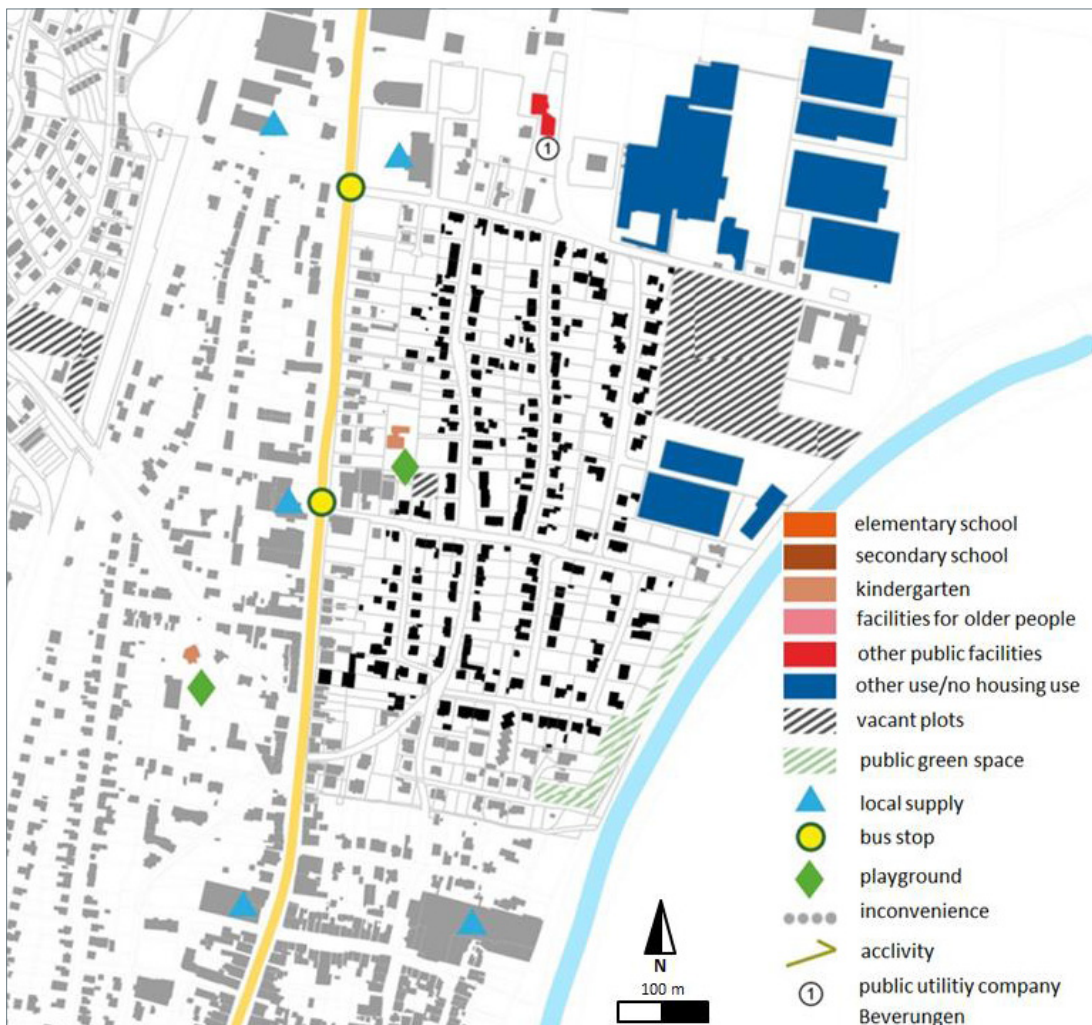 1
elementary school
secondary school
kindergarten
facilities for older people
other public facilities
other use/no housing use
vacant plots
public green space
local supply
bus stop
playground
inconvenience
acclivity
1 public utilitiy company
Beverungen
N
100 m